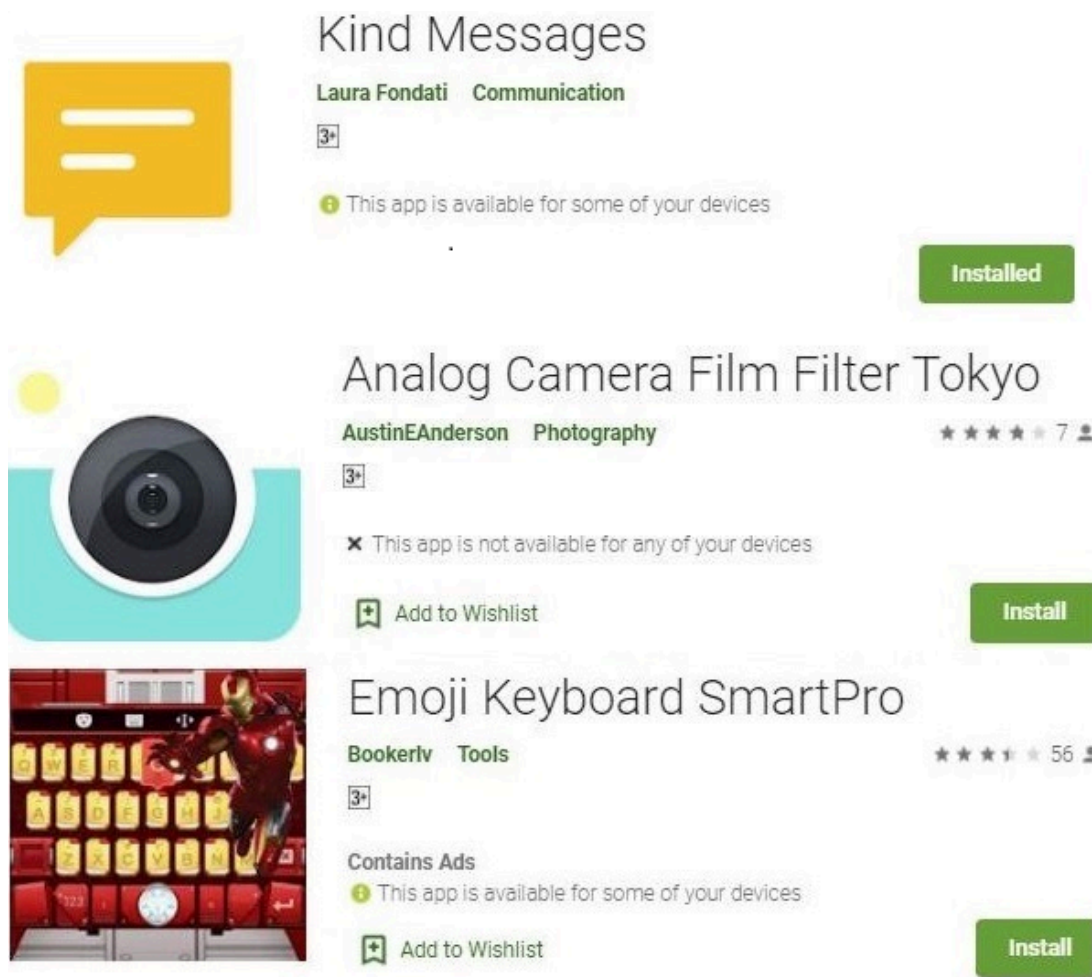 Kind Messages
Laura Fondati Communication
3+
This app is available for some of your devices
Installed
Analog Camera Film Filter Tokyo
AustinEAnderson Photography 7
3+
This app is not available for any of your devices
Add to Wishlist Install
Emoji Keyboard SmartPro
Bookerlv Tools 56
3+
Contains Ads
This app is available for some of your devices
Add to Wishlist Install